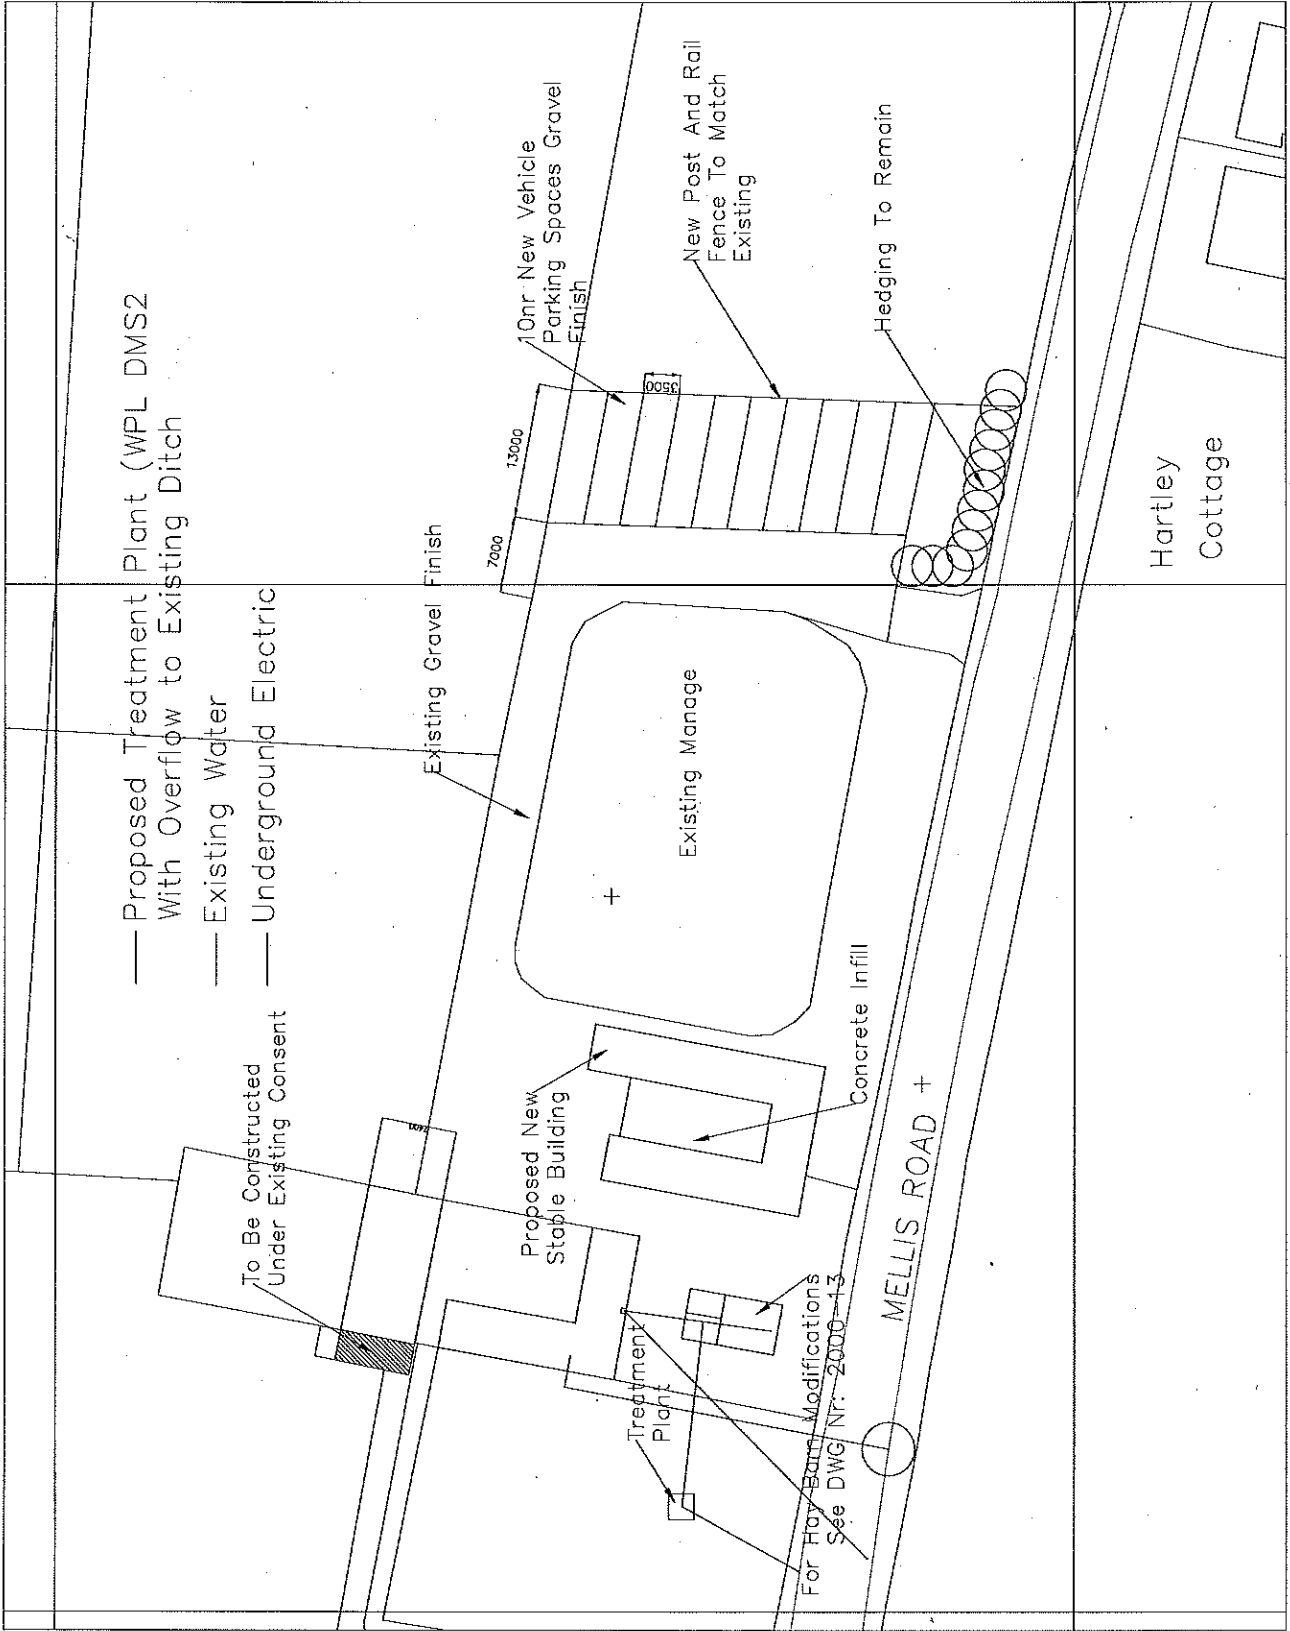 Proposed Treatment Plant (WPL DMS2
With Overflow to Existing Ditch
Existing Water
Underground Electric
To Be Constructed
Under Existing Consent
2400
Existing Gravel Finish
7000
13000
3500
10nr New Vehicle
Parking Spaces Gravel
Finish
New Post And Rail
Fence To Match
Existing
Hedging To Remain
Proposed New
Stable Building
Existing Manage
Concrete Infill
Treatment
Plant
For Hay Barn Modifications
See DWG Nr: 2000-13
MELLIS ROAD
Hartley
Cottage